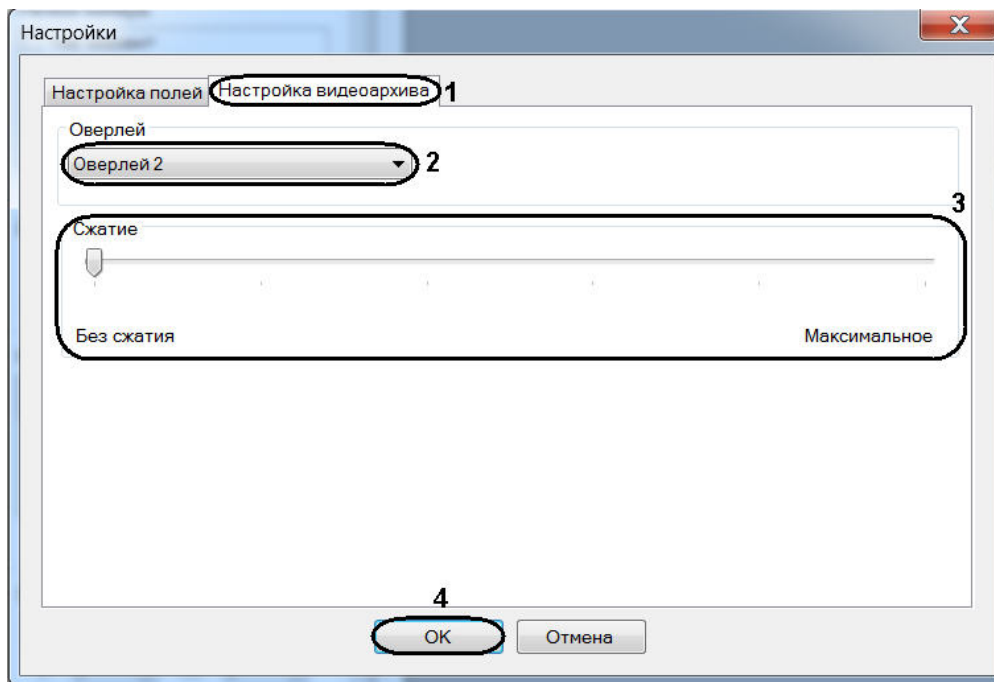 Настройки
Настройка полей Настройка видеоархива 1
Оверлей
Оверлей 2 2
3
Сжатие
Без сжатия Максимальное
4
OK Отмена